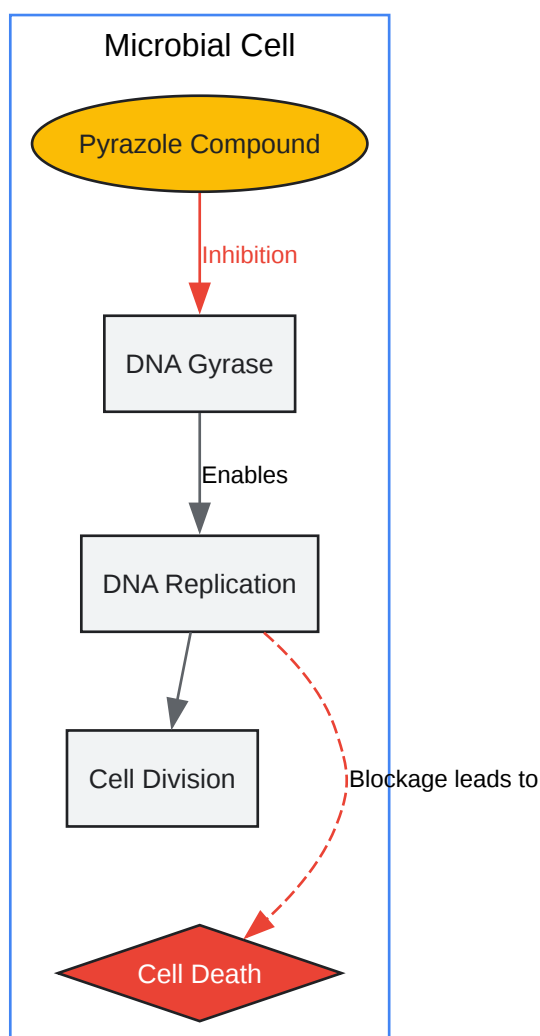 Microbial Cell
Pyrazole Compound
Inhibition
DNA Gyrase
Enables
DNA Replication
Cell Division
Blockage leads to
Cell Death